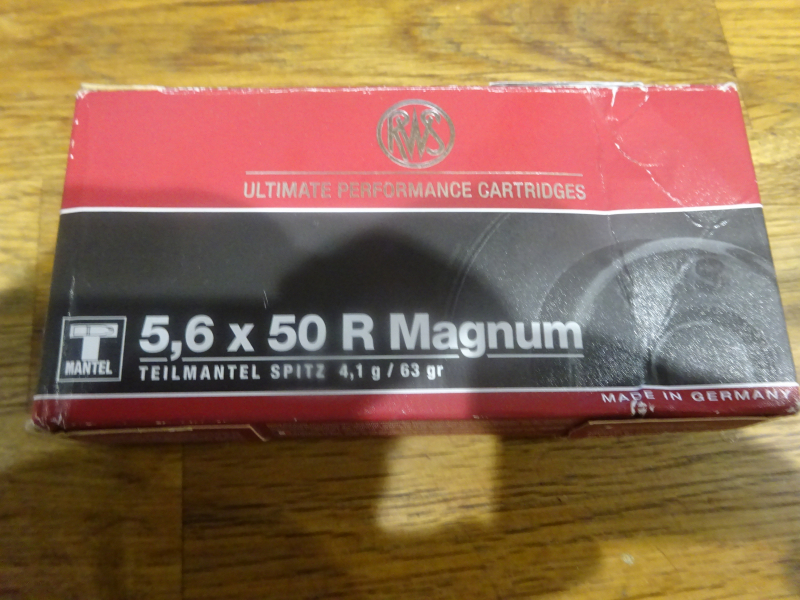 RWS
ULTIMATE PERFORMANCE CARTRIDGES
T
MANTEL
5,6 x 50 R Magnum
TEILMANTEL SPITZ 4,1 g / 63 gr
MADE IN GERMANY